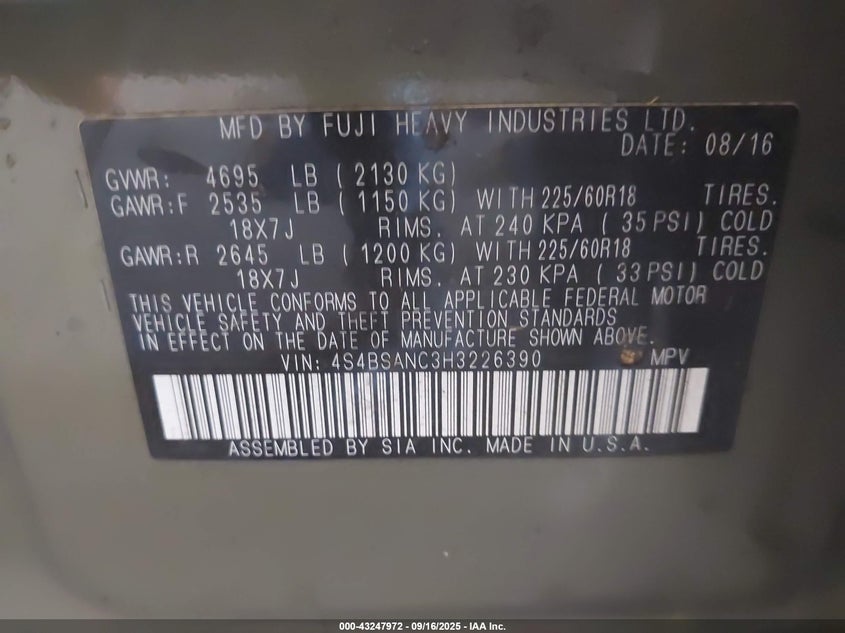 MFD BY FUJI HEAVY INDUSTRIES LTD.
DATE: 08/16
GVWR: 4695 LB ( 2130 KG)
GAWR:F 2535 LB ( 1150 KG) WITH 225/60R18 TIRES.
18X7J RIMS. AT 240 KPA ( 35 PSI) COLD
GAWR:R 2645 LB ( 1200 KG) WITH 225/60R18 TIRES.
18X7J RIMS. AT 230 KPA ( 33 PSI) COLD
THIS VEHICLE CONFORMS TO ALL APPLICABLE FEDERAL MOTOR
VEHICLE SAFETY AND THEFT PREVENTION STANDARDS
IN EFFECT ON THE DATE OF MANUFACTURE SHOWN ABOVE.
VIN: 4S4BSANC3H3226390 MPV
ASSEMBLED BY SIA INC. MADE IN U.S.A.
000-43247972 - 09/16/2025 - IAA Inc.